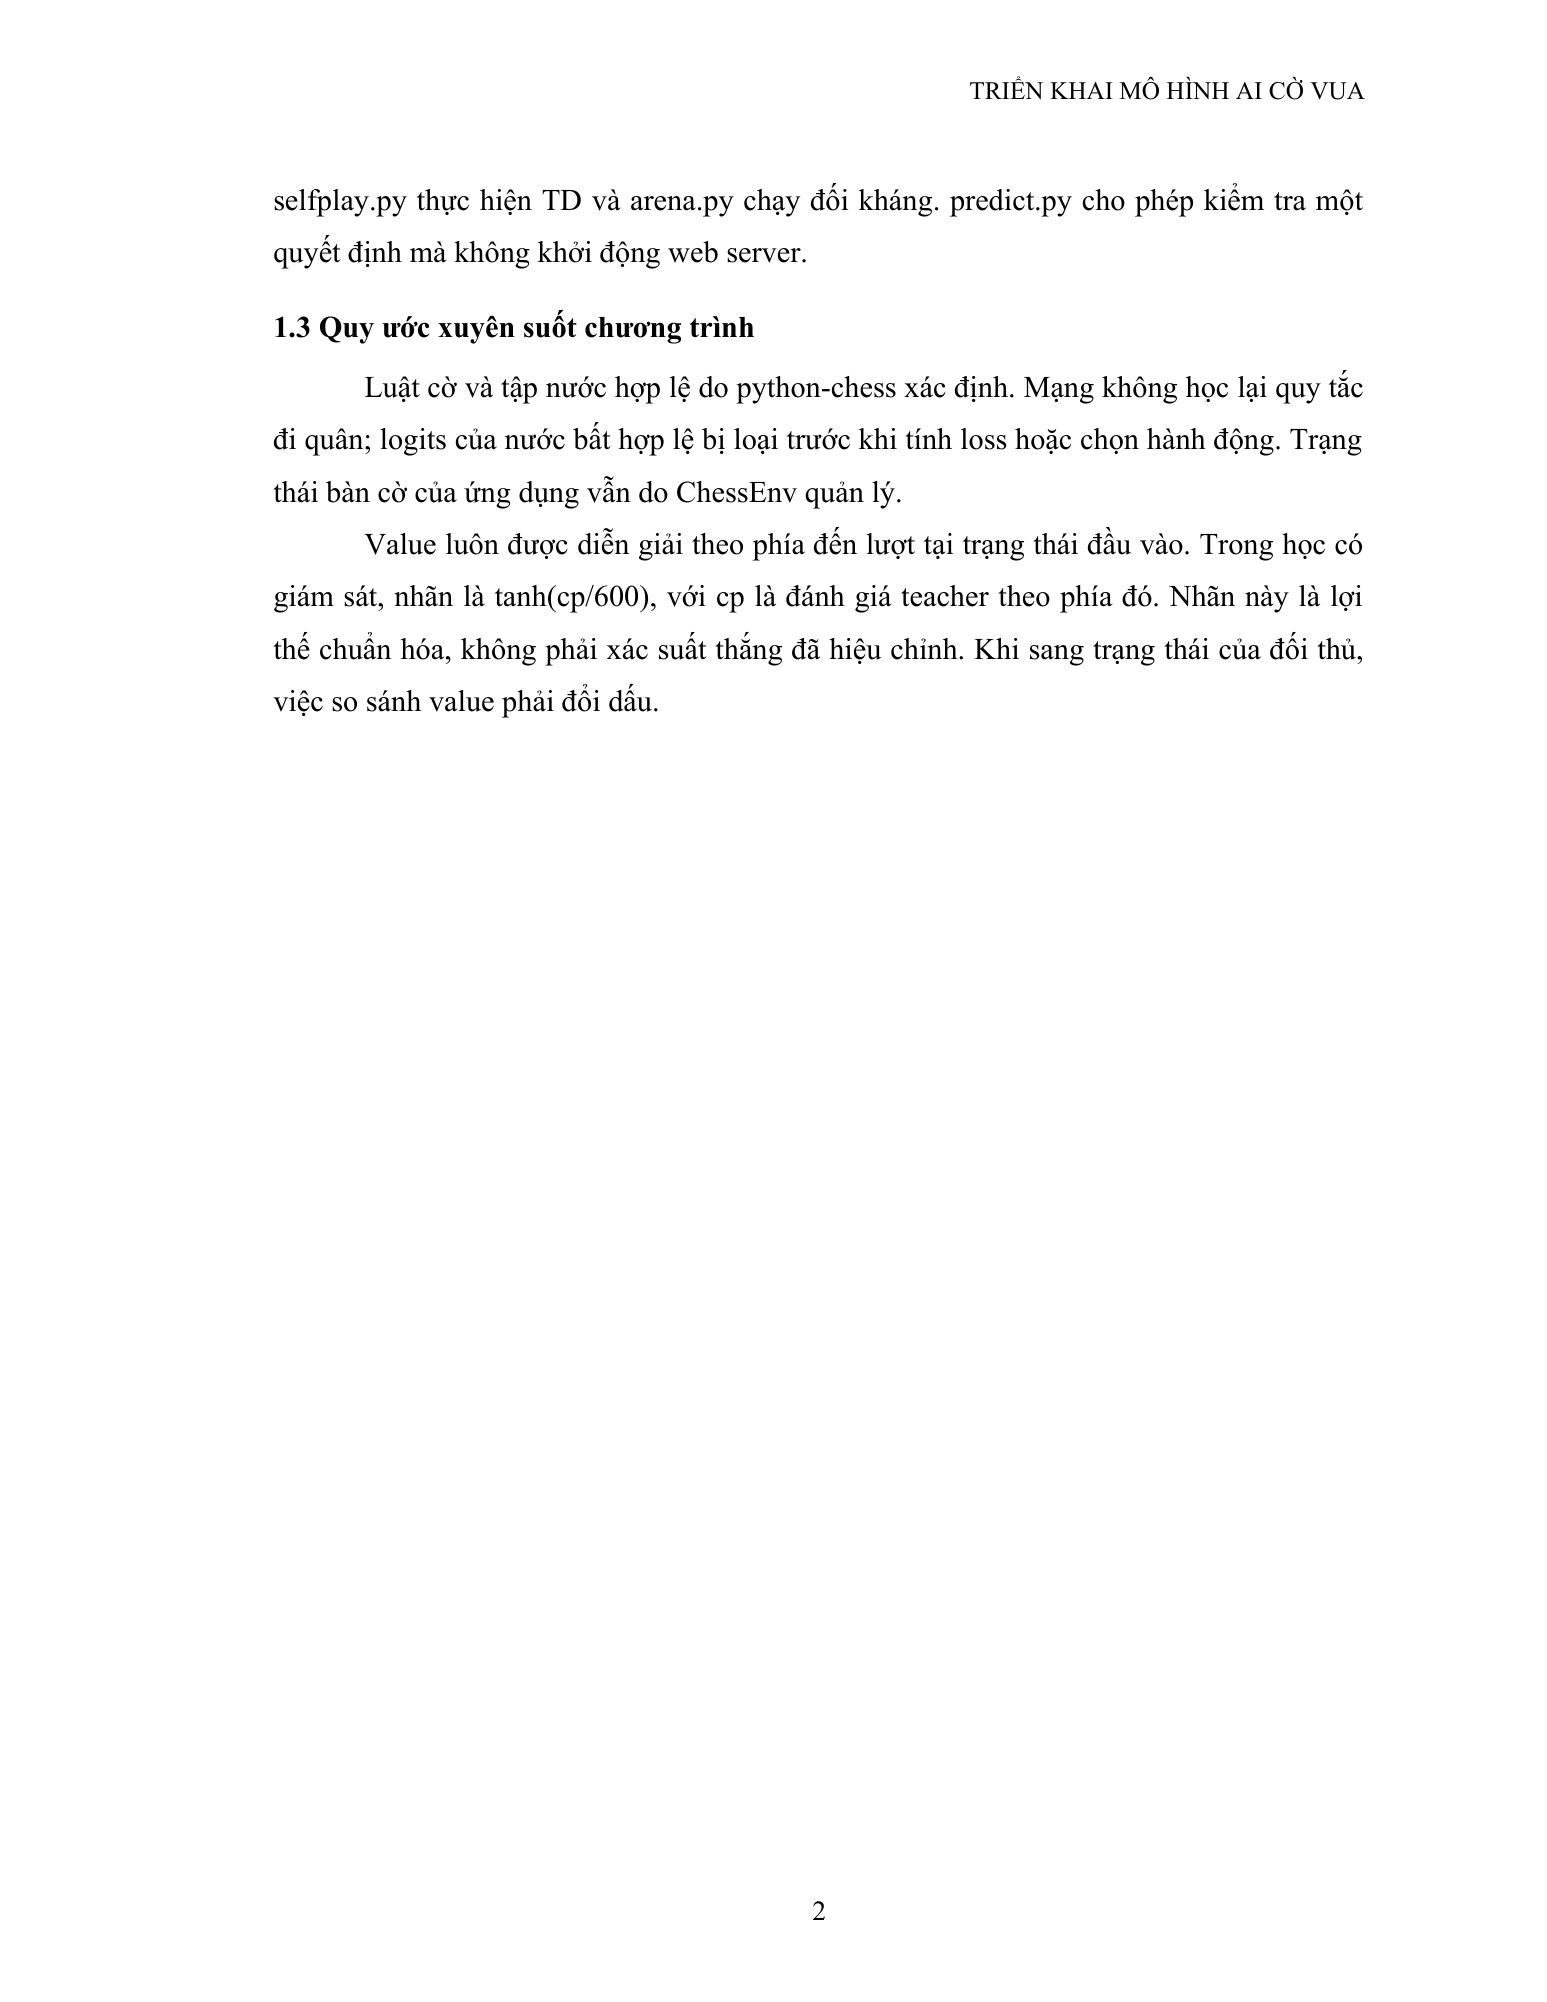 TRIỂN KHAI MÔ HÌNH AI CỜ VUA
selfplay.py thực hiện TD và arena.py chạy đối kháng. predict.py cho phép kiểm tra một
quyết định mà không khởi động web server.
1.3 Quy ước xuyên suốt chương trình
Luật cờ và tập nước hợp lệ do python-chess xác định. Mạng không học lại quy tắc
đi quân; logits của nước bất hợp lệ bị loại trước khi tính loss hoặc chọn hành động. Trạng
thái bàn cờ của ứng dụng vẫn do ChessEnv quản lý.
Value luôn được diễn giải theo phía đến lượt tại trạng thái đầu vào. Trong học có
giám sát, nhãn là tanh(cp/600), với cp là đánh giá teacher theo phía đó. Nhãn này là lợi
thế chuẩn hóa, không phải xác suất thắng đã hiệu chỉnh. Khi sang trạng thái của đối thủ,
việc so sánh value phải đổi dấu.
2